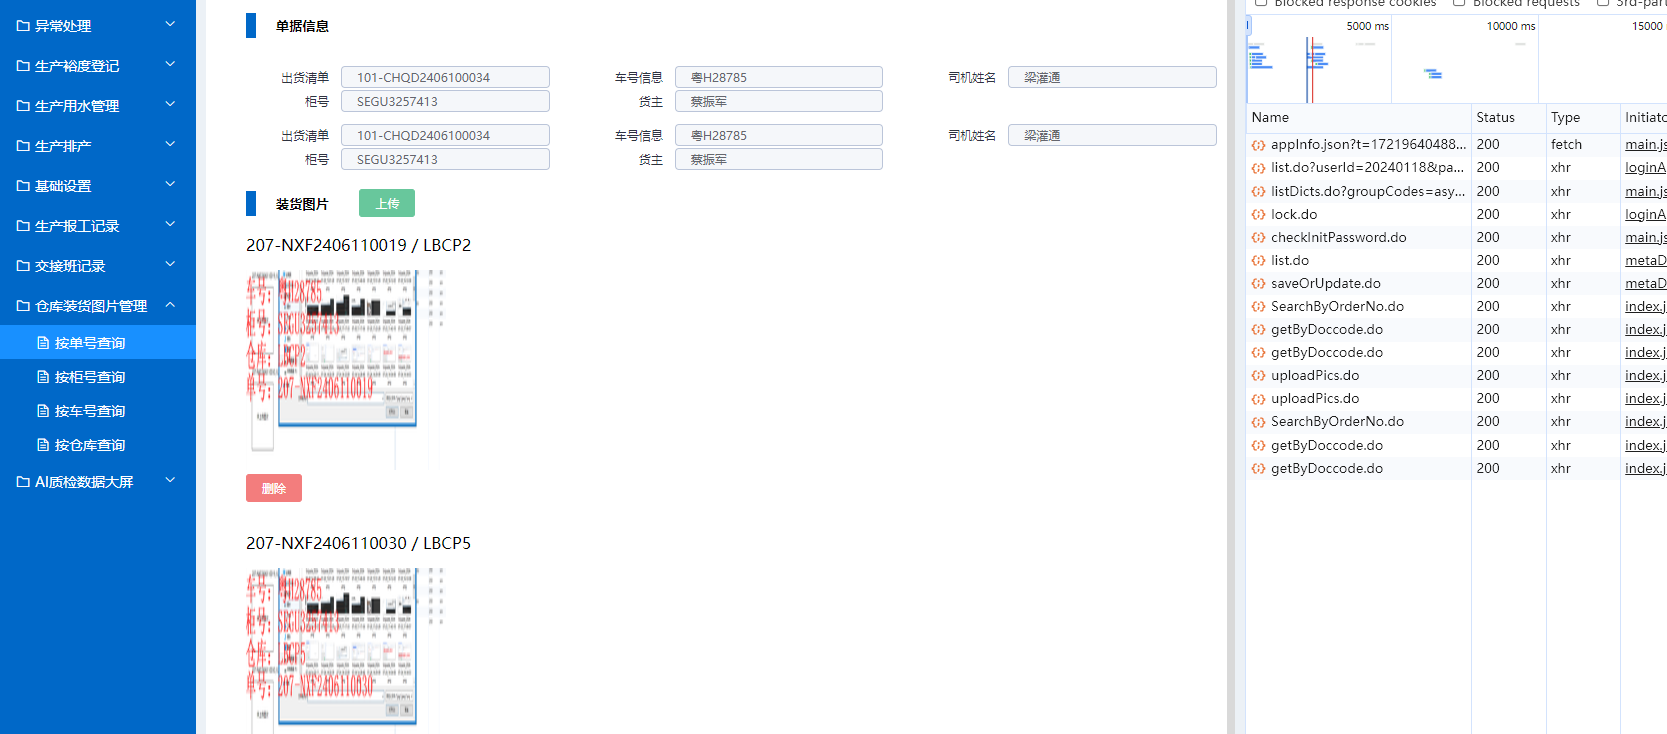 异常处理
生产裕度登记
生产用水管理
生产排产
基础设置
生产报工记录
交接班记录
仓库装货图片管理
按单号查询
按柜号查询
按车号查询
按仓库查询
AI质检数据大屏
单据信息
出货清单 101-CHQD2406100034 车号信息 粤H28785 司机姓名 梁灌通
柜号 SEGU3257413 货主 蔡振军
出货清单 101-CHQD2406100034 车号信息 粤H28785 司机姓名 梁灌通
柜号 SEGU3257413 货主 蔡振军
装货图片 上传
207-NXF2406110019 / LBCP2
车号：粤H28785
柜号：SEGU3257413
仓库：LBCP2
单号：207-NXF2406110019
删除
207-NXF2406110030 / LBCP5
车号：粤H28785
柜号：SEGU3257413
仓库：LBCP5
单号：207-NXF2406110030
Blocked response cookies Blocked requests 3rd-part
5000 ms 10000 ms 15000
Name Status Type Initiato
appInfo.json?t=17219640488... 200 fetch main.js
list.do?userId=20240118&pa... 200 xhr loginA
listDicts.do?groupCodes=asy... 200 xhr main.js
lock.do 200 xhr loginA
checkInitPassword.do 200 xhr main.js
list.do 200 xhr metaD
saveOrUpdate.do 200 xhr metaD
SearchByOrderNo.do 200 xhr index.j
getByDoccode.do 200 xhr index.j
getByDoccode.do 200 xhr index.j
uploadPics.do 200 xhr index.j
uploadPics.do 200 xhr index.j
SearchByOrderNo.do 200 xhr index.j
getByDoccode.do 200 xhr index.j
getByDoccode.do 200 xhr index.j